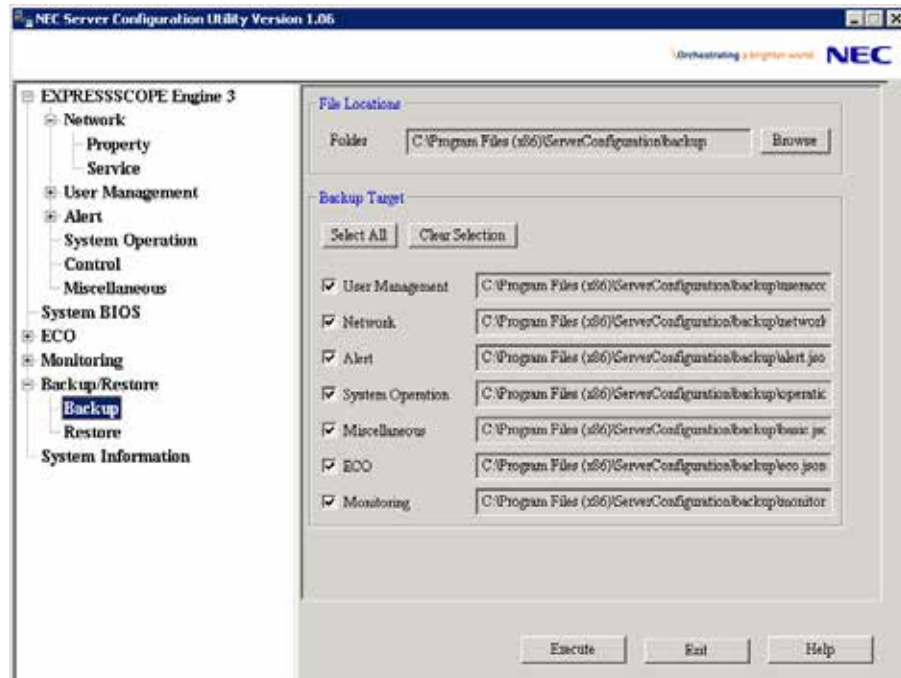 NEC Server Configuration Utility Version 1.06
Orchestrating a brighter world NEC
EXPRESSSCOPE Engine 3
Network
Property
Service
User Management
Alert
System Operation
Control
Miscellaneous
System BIOS
ECO
Monitoring
Backup/Restore
Backup
Restore
System Information
File Locations
Folder C:\Program Files (x86)\ServerConfiguration\backup Browse
Backup Target
Select All Clear Selection
User Management C:\Program Files (x86)\ServerConfiguration/backup\
Network C:\Program Files (x86)\ServerConfiguration/backup\network
Alert C:\Program Files (x86)\ServerConfiguration/backup\alert.jso
System Operation C:\Program Files (x86)\ServerConfiguration/backup\operatic
Miscellaneous C:\Program Files (x86)\ServerConfiguration/backup\basic.jsc
ECO C:\Program Files (x86)\ServerConfiguration/backup\eco.json
Monitoring C:\Program Files (x86)\ServerConfiguration/backup\monitor
Execute Exit Help